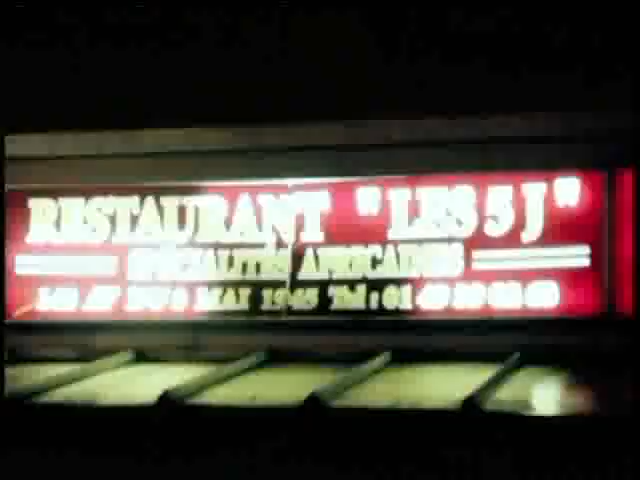 RESTAURANT "LES 5 J"
SPECIALITES AFRICAINES
MAI 1945 Tel : 01